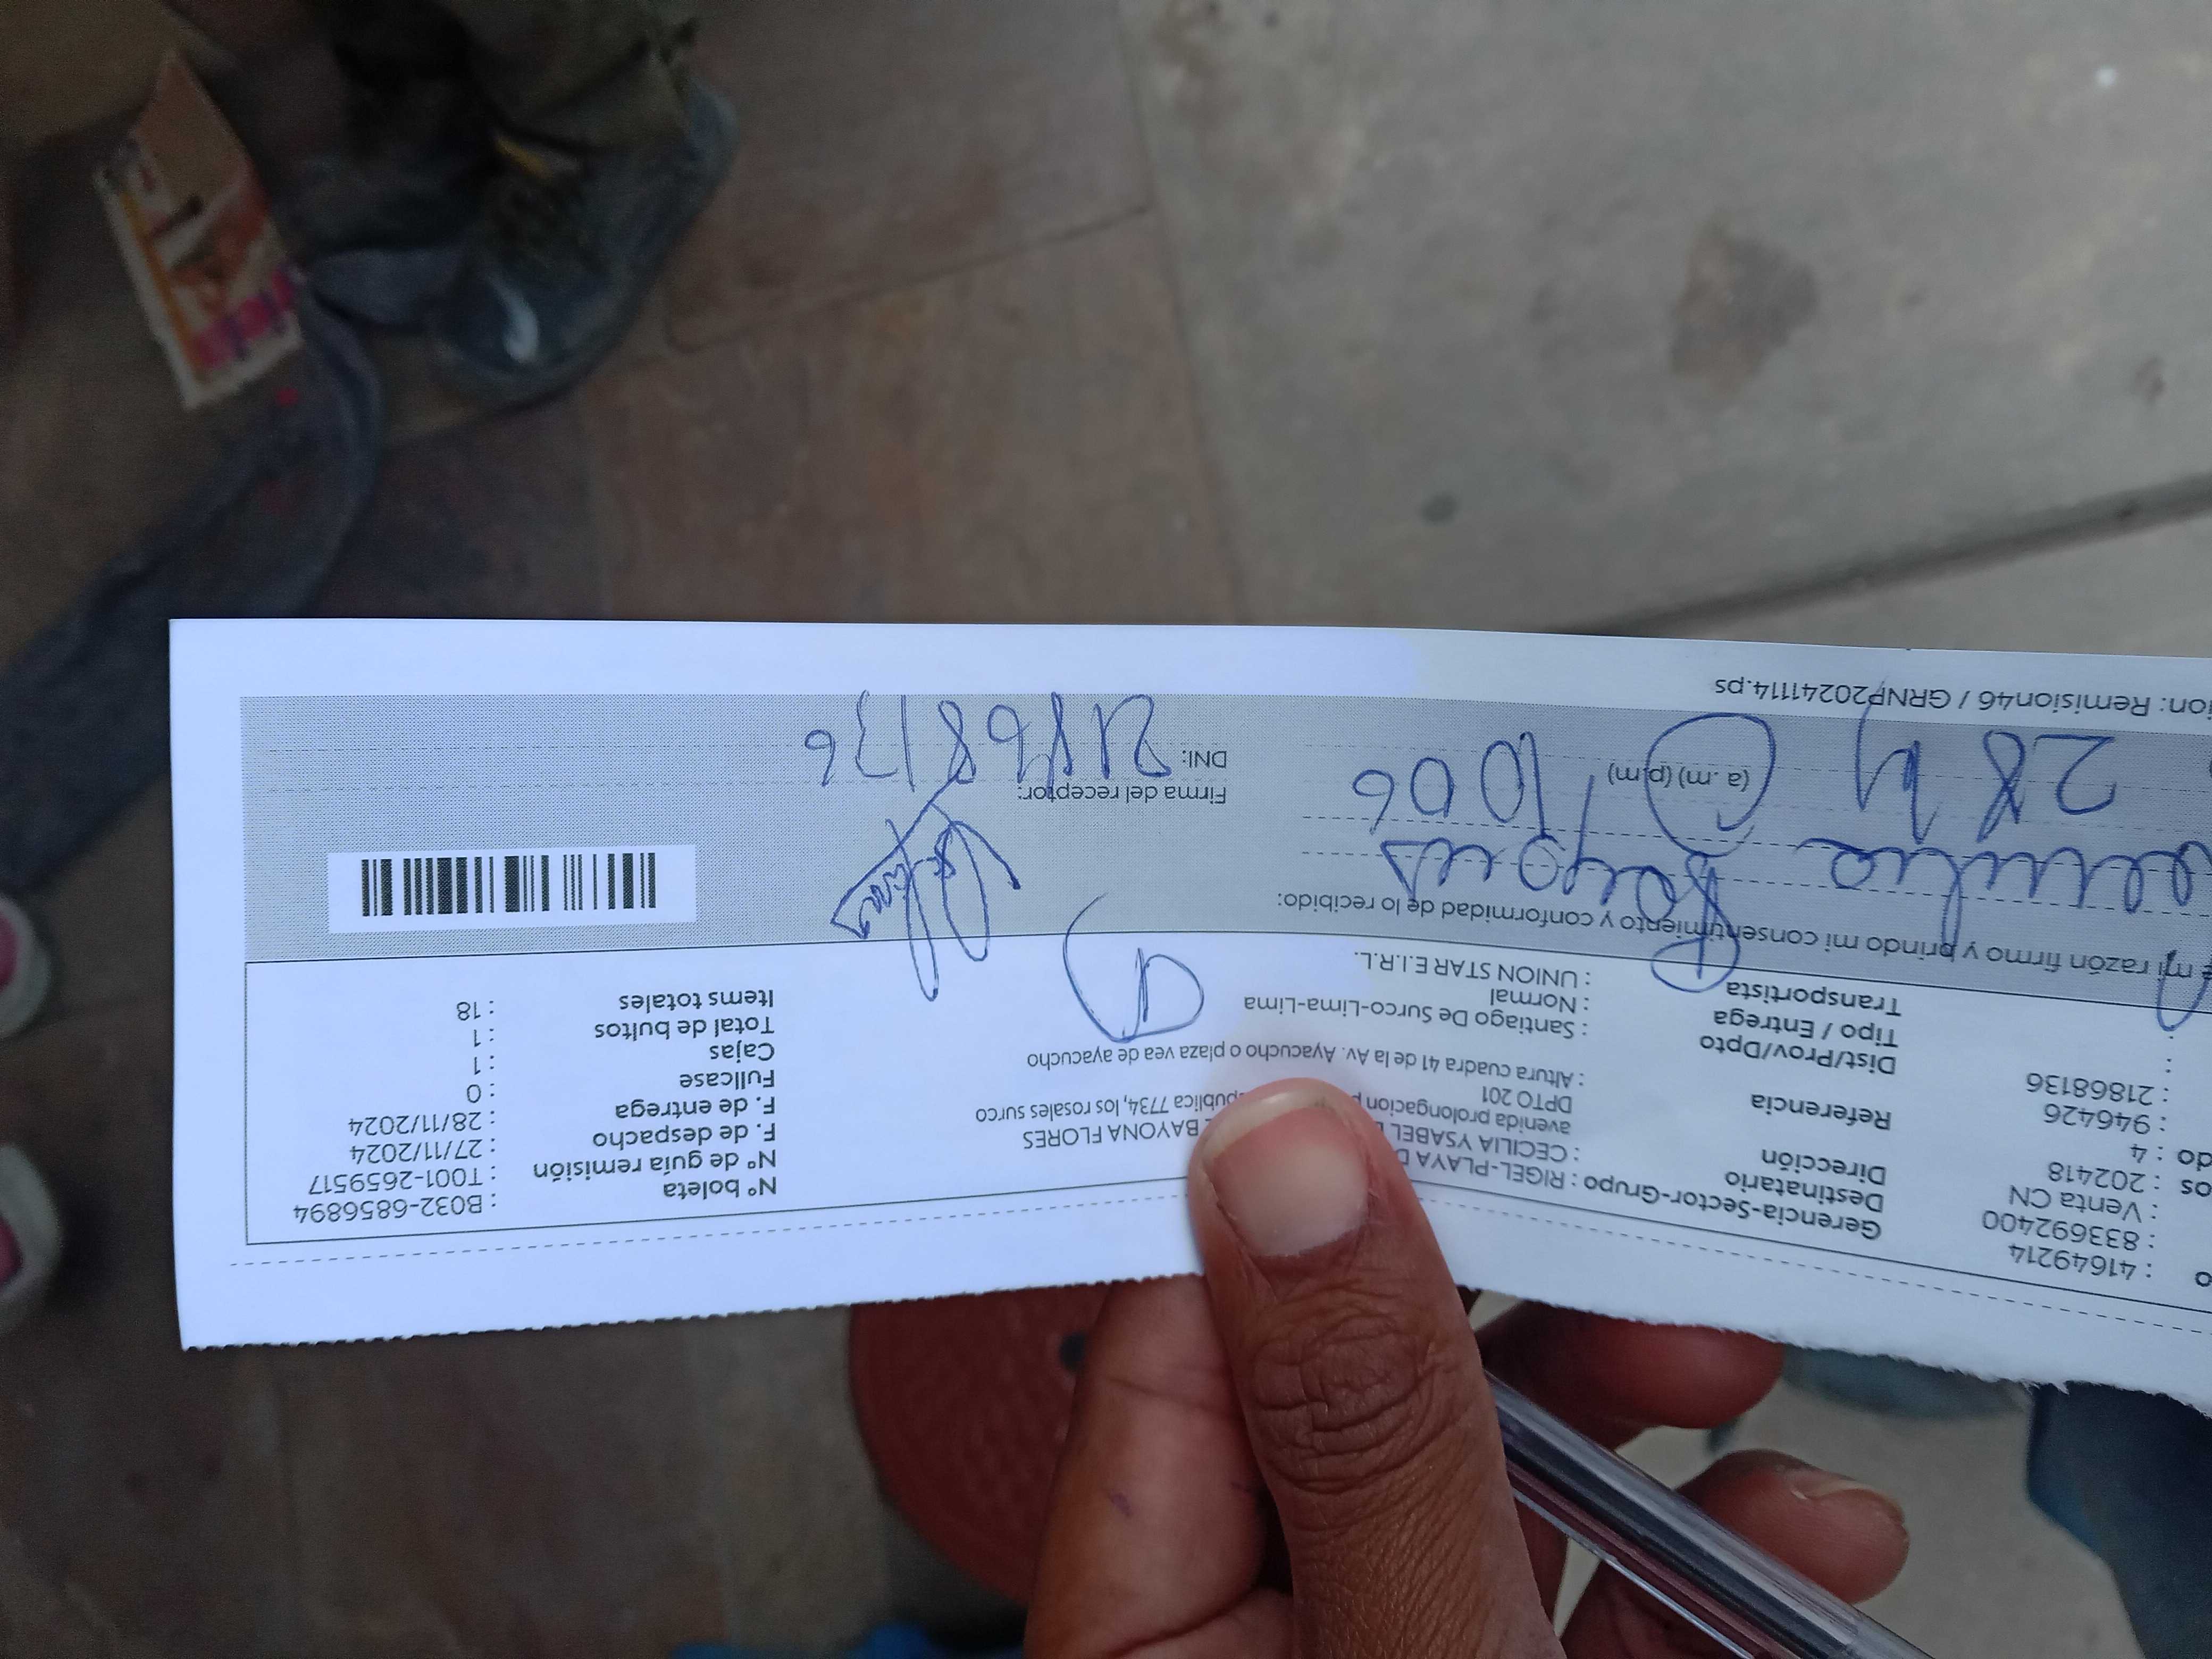 o : 41649214
: 833692400
: Venta CN
os : 202418
do : 4
: 946426
: 21868136
:
:
Gerencia-Sector-Grupo : RIGEL-PLAYA D
Destinatario : CECILIA YSABEL BAYONA FLORES
Dirección : avenida prolongacion publica 7734, los rosales surco
DPTO 201
Referencia : Altura cuadra 41 de la Av. Ayacucho o plaza vea de ayacucho
Dist/Prov/Dpto : Santiago De Surco-Lima-Lima
Tipo / Entrega : Normal
Transportista : UNION STAR E.I.R.L.
N° boleta : B032-6856894
N° de guía remisión : T001-2659517
F. de despacho : 27/11/2024
F. de entrega : 28/11/2024
Fullcase : 0
Cajas : 1
Total de bultos : 1
Items totales : 18
mi razón firmo y brindo mi consentimiento y conformidad de lo recibido:
28 (a. m) (p.m) 1006
Firma del receptor:
DNI: 21868136
ion: Remision46 / GRNP20241114.ps